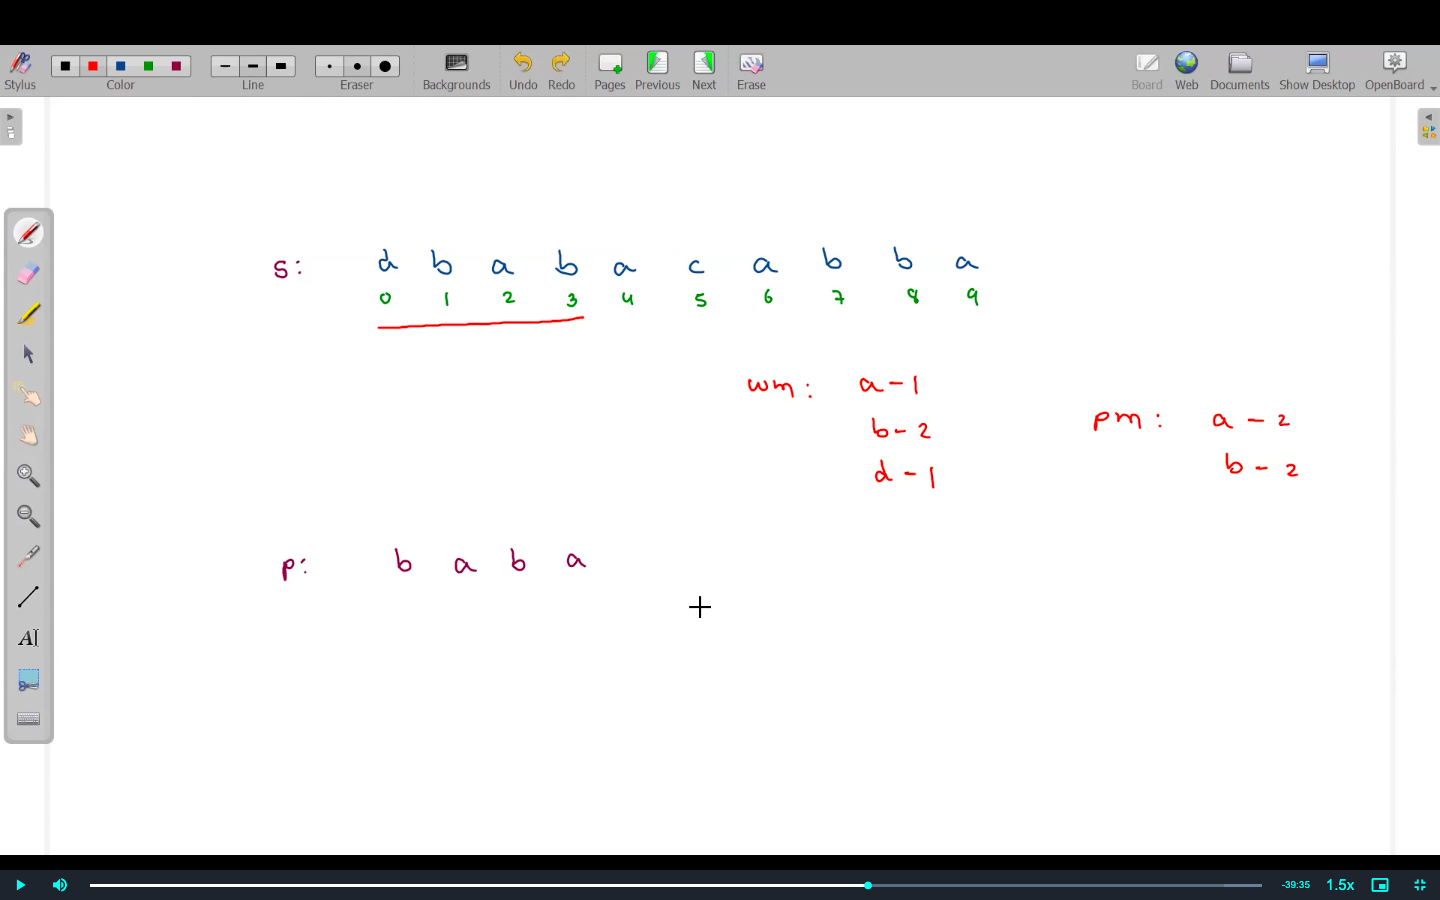 Stylus Color Line Eraser Backgrounds Undo Redo Pages Previous Next Erase Board Web Documents Show Desktop OpenBoard
s: d b a b a c a b b a
0 1 2 3 4 5 6 7 8 9
wm: a - 1
b - 2
d - 1
pm: a - 2
b - 2
p: b a b a
AI
-39:35 1.5x